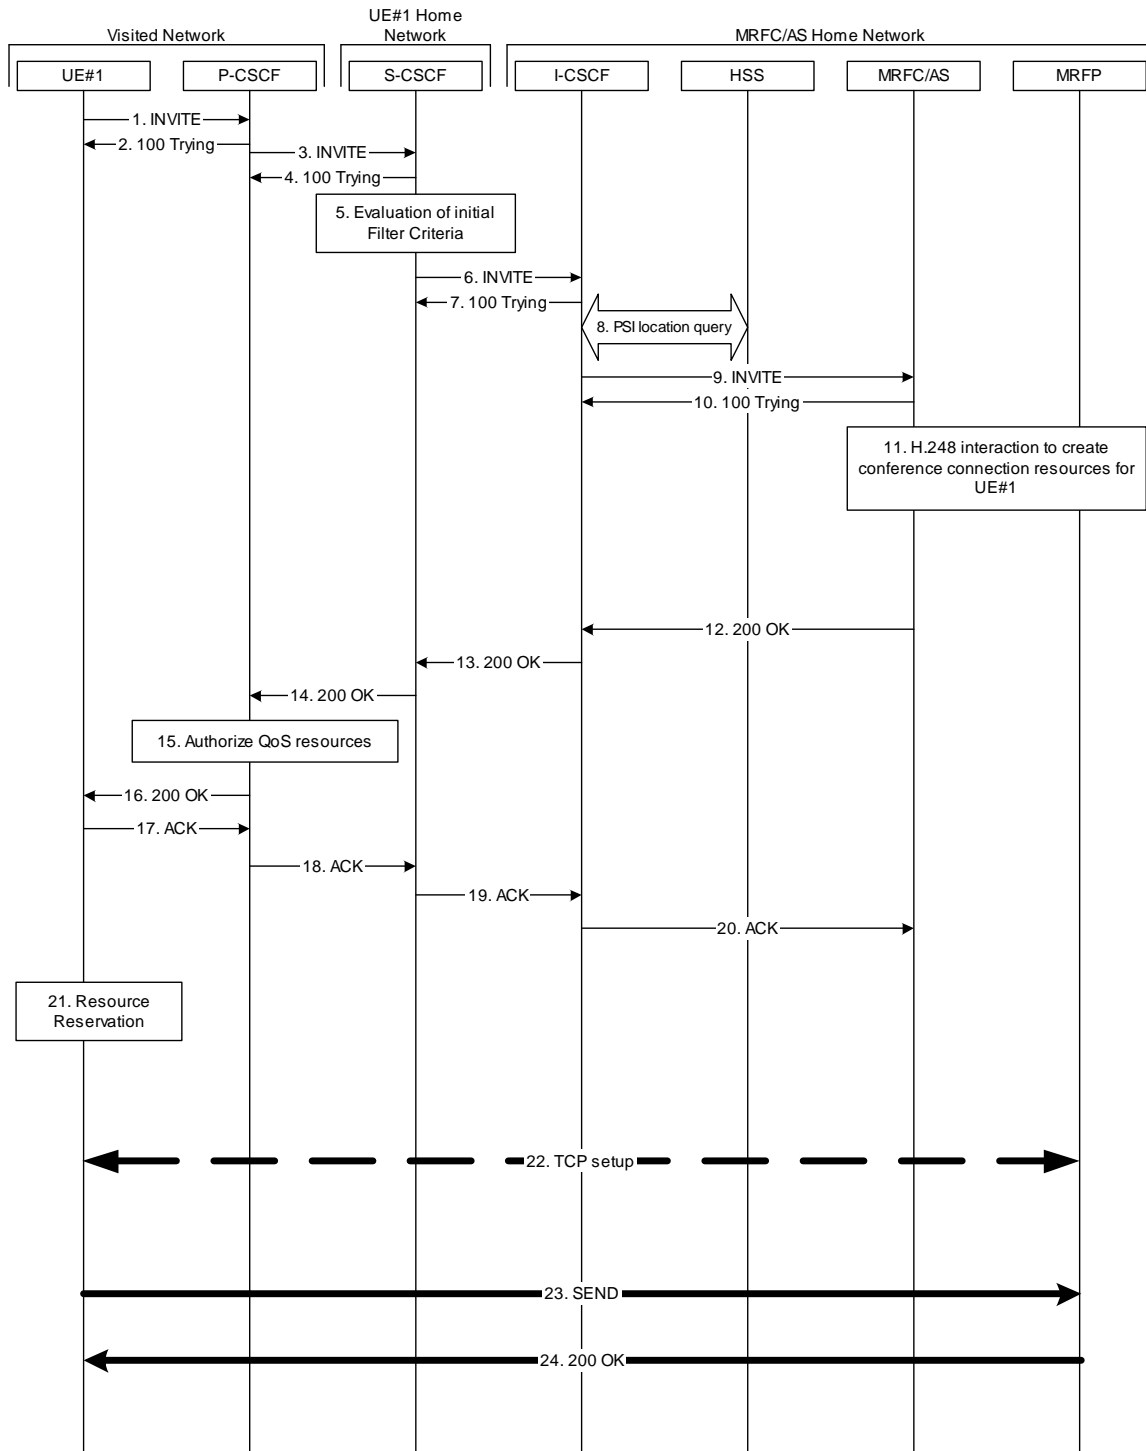 UE#1 Home
Network
Visited Network
MRFC/AS Home Network
UE#1
P-CSCF
S-CSCF
I-CSCF
HSS
MRFC/AS
MRFP
1. INVITE
2. 100 Trying
3. INVITE
4. 100 Trying
5. Evaluation of initial
Filter Criteria
6. INVITE
7. 100 Trying
8. PSI location query
9. INVITE
10. 100 Trying
11. H.248 interaction to create
conference connection resources for
UE#1
12. 200 OK
13. 200 OK
14. 200 OK
15. Authorize QoS resources
16. 200 OK
17. ACK
18. ACK
19. ACK
20. ACK
21. Resource
Reservation
22. TCP setup
23. SEND
24. 200 OK